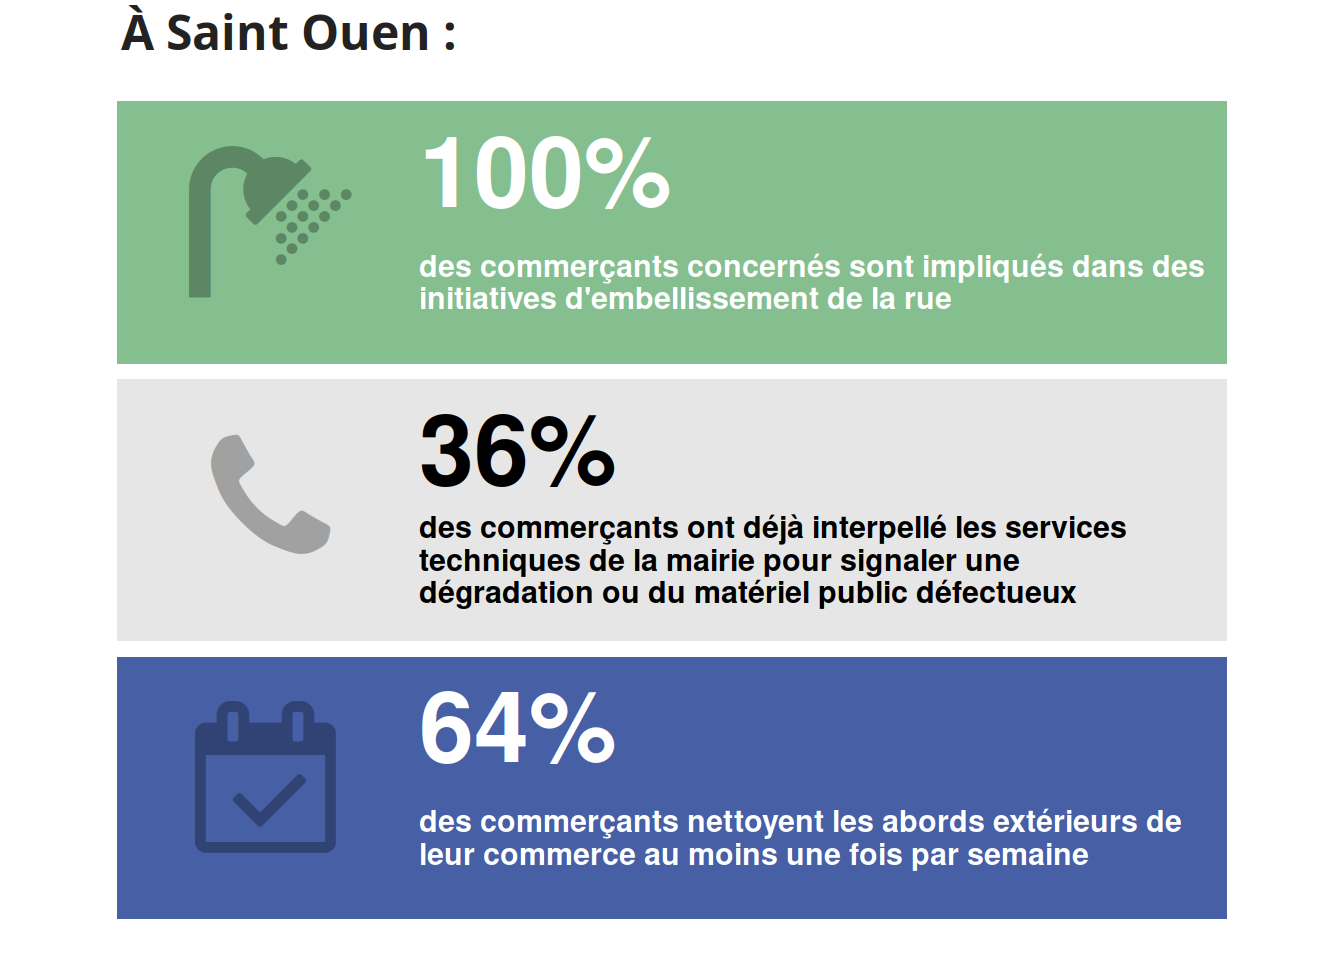 À Saint Ouen :
100%
des commerçants concernés sont impliqués dans des
initiatives d'embellissement de la rue
36%
des commerçants ont déjà interpellé les services
techniques de la mairie pour signaler une
dégradation ou du matériel public défectueux
64%
des commerçants nettoyent les abords extérieurs de
leur commerce au moins une fois par semaine